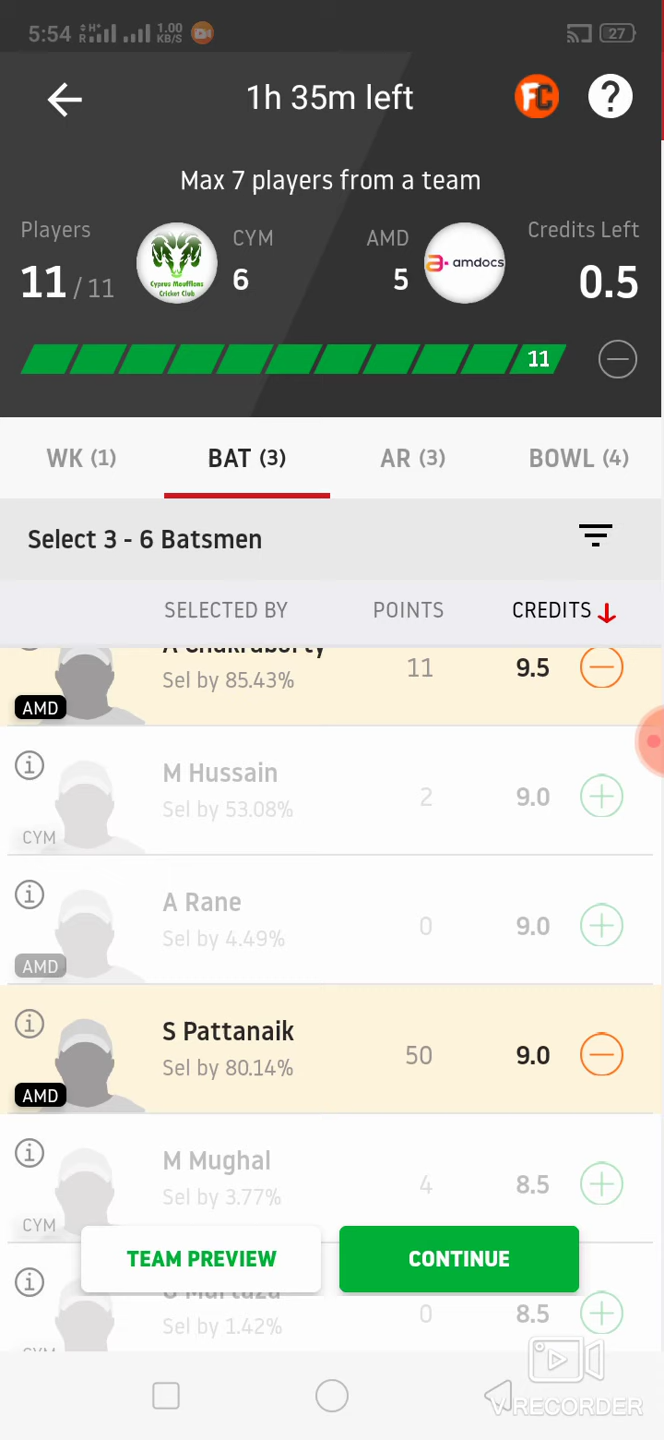 5:54 R H* 1.00 KB/S 27
1h 35m left FC ?
Max 7 players from a team
Players CYM AMD Credits Left
11 / 11 6 5 0.5
Cyprus Moufflons
Cricket Club
amdocs
11
WK (1) BAT (3) AR (3) BOWL (4)
Select 3 - 6 Batsmen
SELECTED BY POINTS CREDITS
A Chakraborty
Sel by 85.43% 11 9.5
AMD
M Hussain
Sel by 53.08% 2 9.0
CYM
A Rane
Sel by 4.49% 0 9.0
AMD
S Pattanaik
Sel by 80.14% 50 9.0
AMD
M Mughal
Sel by 3.77% 4 8.5
CYM
TEAM PREVIEW CONTINUE
Sel by 1.42% 0 8.5
CYM
V RECORDER